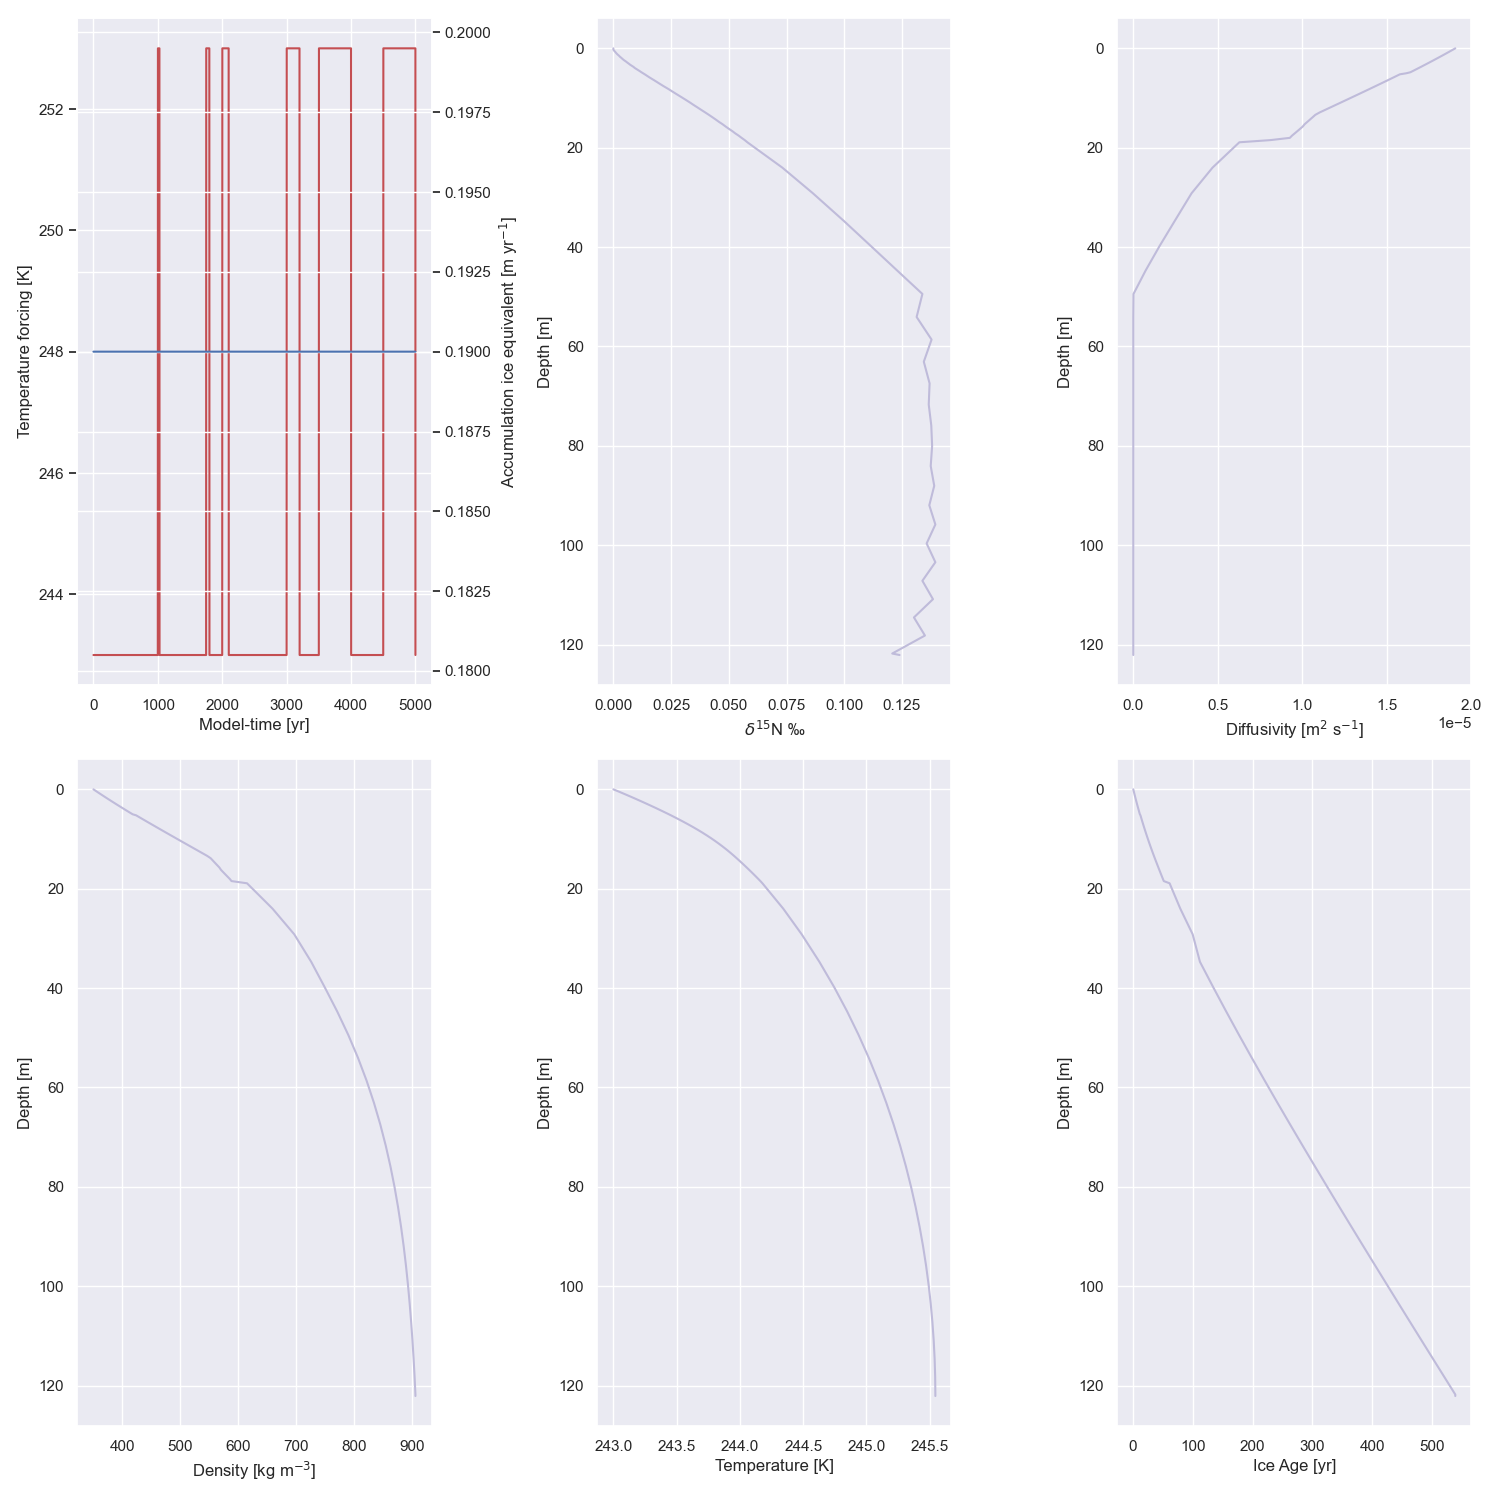 Temperature forcing [K]
252
250
248
246
244
0.2000
0.1975
0.1950
0.1925
0.1900
0.1875
0.1850
0.1825
0.1800
Accumulation ice equivalent [m yr⁻¹]
0 1000 2000 3000 4000 5000
Model-time [yr]
Depth [m]
0
20
40
60
80
100
120
0.000 0.025 0.050 0.075 0.100 0.125
δ¹⁵N ‰
Depth [m]
0
20
40
60
80
100
120
0.0 0.5 1.0 1.5 2.0
1e−5
Diffusivity [m² s⁻¹]
Depth [m]
0
20
40
60
80
100
120
400 500 600 700 800 900
Density [kg m⁻³]
Depth [m]
0
20
40
60
80
100
120
243.0 243.5 244.0 244.5 245.0 245.5
Temperature [K]
Depth [m]
0
20
40
60
80
100
120
0 100 200 300 400 500
Ice Age [yr]